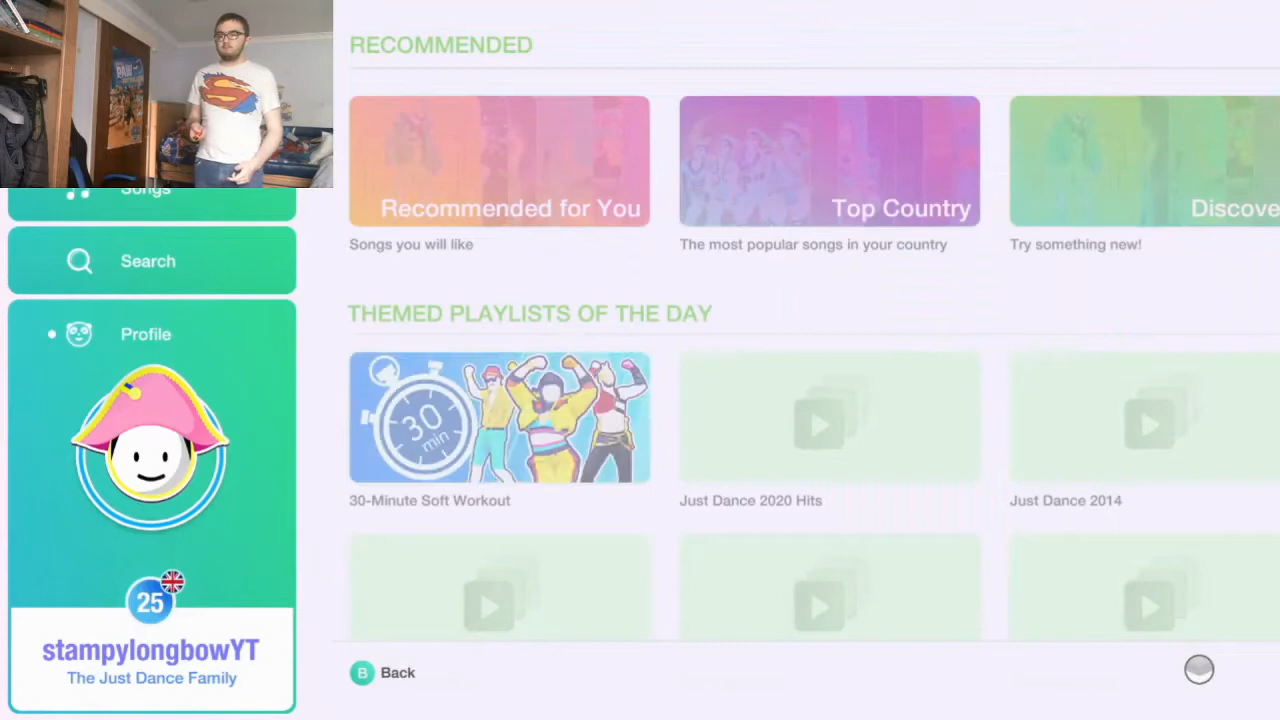 RECOMMENDED
Recommended for You
Top Country
Discove
Songs you will like
The most popular songs in your country
Try something new!
THEMED PLAYLISTS OF THE DAY
30
min
30-Minute Soft Workout
Just Dance 2020 Hits
Just Dance 2014
Songs
Search
Profile
25
stampylongbowYT
The Just Dance Family
B Back